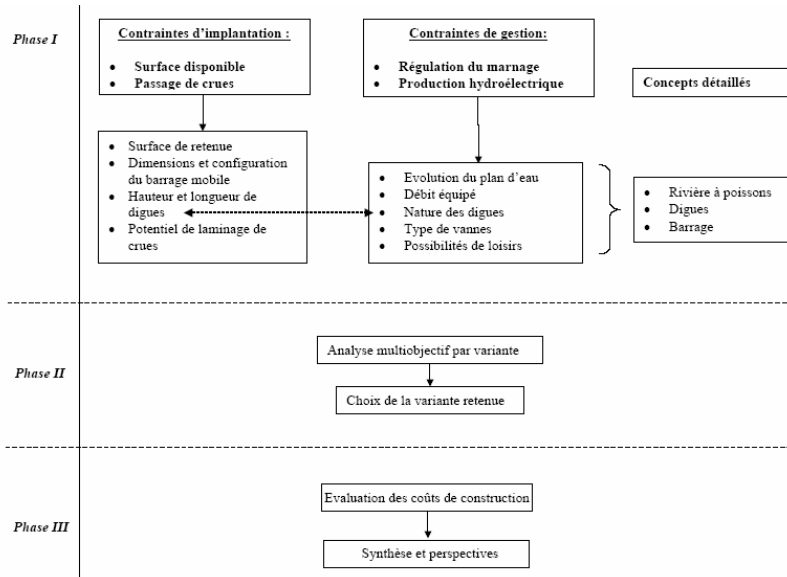 Phase I
Contraintes d'implantation :
• Surface disponible
• Passage de crues
Contraintes de gestion:
• Régulation du marnage
• Production hydroélectrique
Concepts détaillés
• Surface de retenue
• Dimensions et configuration
du barrage mobile
• Hauteur et longueur de
digues
• Potentiel de laminage de
crues
• Evolution du plan d'eau
• Débit équipé
• Nature des digues
• Type de vannes
• Possibilités de loisirs
• Rivière à poissons
• Digues
• Barrage
Phase II
Analyse multiobjectif par variante
Choix de la variante retenue
Phase III
Evaluation des coûts de construction
Synthèse et perspectives